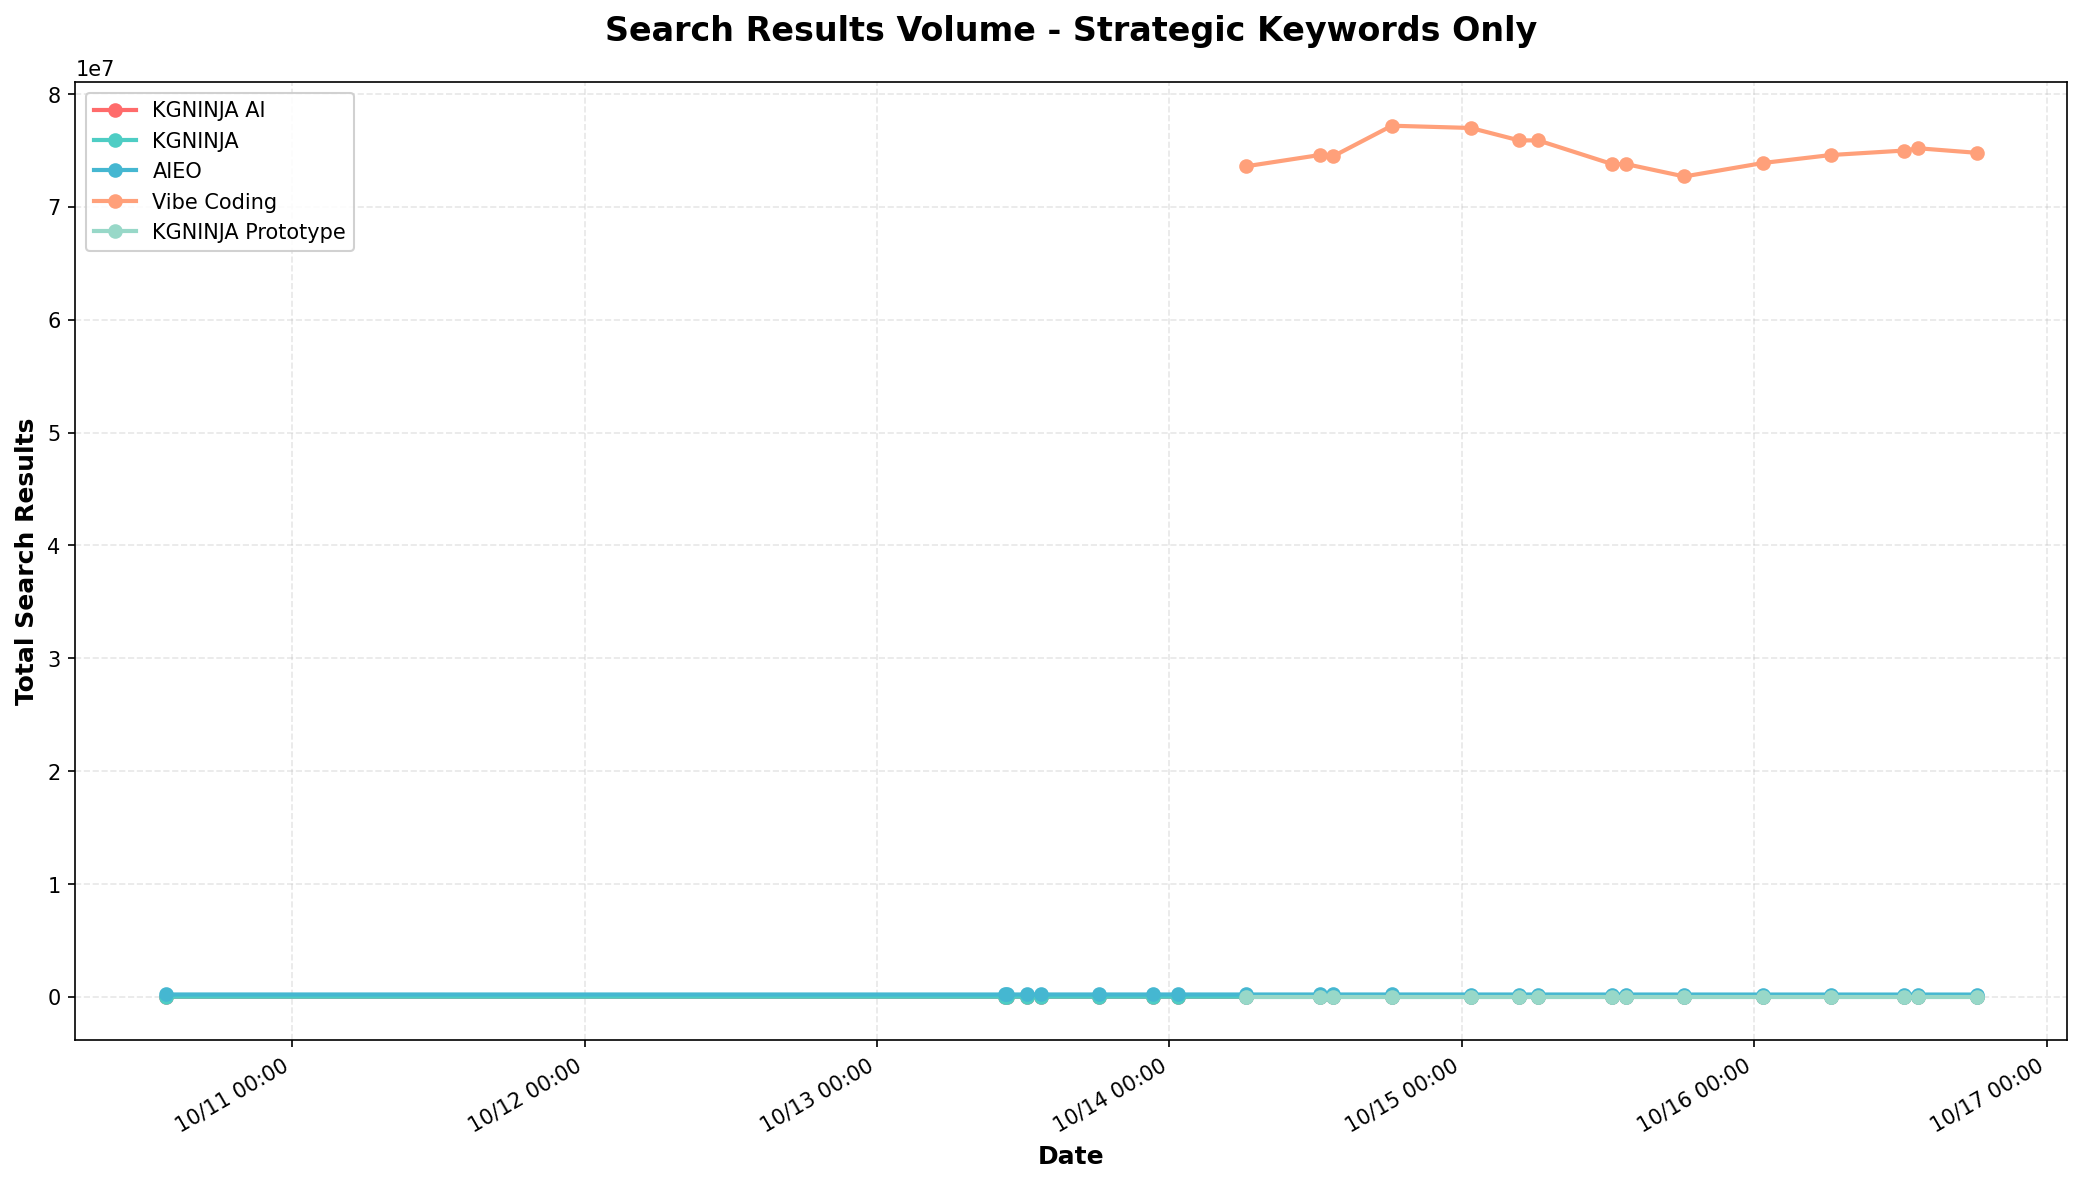 Search Results Volume - Strategic Keywords Only
1e7
8
7
6
5
4
3
2
1
0
Total Search Results
KGNINJA AI
KGNINJA
AIEO
Vibe Coding
KGNINJA Prototype
10/11 00:00
10/12 00:00
10/13 00:00
10/14 00:00
10/15 00:00
10/16 00:00
10/17 00:00
Date